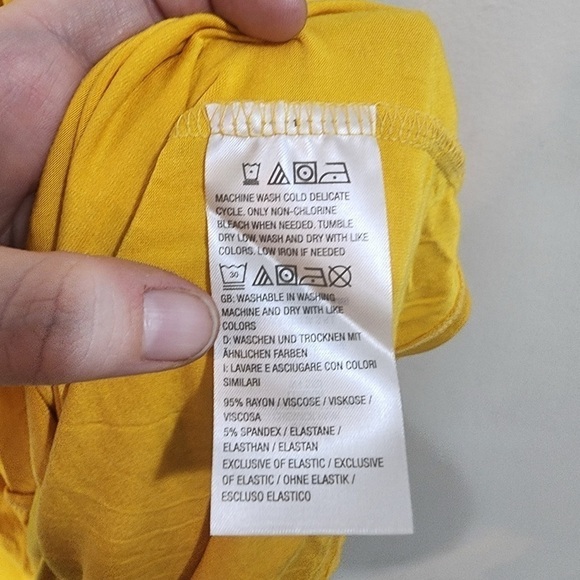 MACHINE WASH COLD DELICATE
CYCLE. ONLY NON-CHLORINE
BLEACH WHEN NEEDED. TUMBLE
DRY LOW, WASH AND DRY WITH LIKE
COLORS. LOW IRON IF NEEDED
30
GB: WASHABLE IN WASHING
MACHINE AND DRY WITH LIKE
COLORS
D: WASCHEN UND TROCKNEN MIT
ÄHNLICHEN FARBEN
I: LAVARE E ASCIUGARE CON COLORI
SIMILARI
95% RAYON / VISCOSE / VISKOSE /
VISCOSA
5% SPANDEX / ELASTANE /
ELASTHAN / ELASTAN
EXCLUSIVE OF ELASTIC / EXCLUSIVE
OF ELASTIC / OHNE ELASTIK /
ESCLUSO ELASTICO